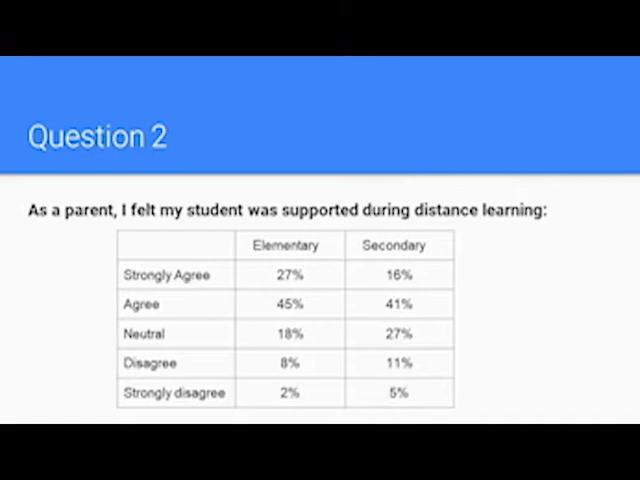 Question 2
As a parent, I felt my student was supported during distance learning:
Elementary Secondary
Strongly Agree 27% 16%
Agree 45% 41%
Neutral 18% 27%
Disagree 8% 11%
Strongly disagree 2% 5%